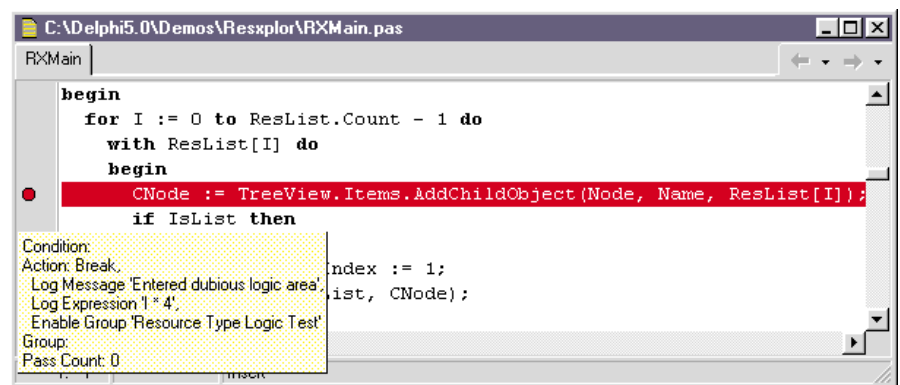 C:\Delphi5.0\Demos\Resxplor\RXMain.pas
RXMain
begin
for I := 0 to ResList.Count - 1 do
with ResList[I] do
begin
CNode := TreeView.Items.AddChildObject(Node, Name, ResList[I]);
if IsList then
Condition:
Action: Break,
ndex := 1;
Log Message 'Entered dubious logic area',
ist, CNode);
Log Expression 'I * 4',
Enable Group 'Resource Type Logic Test'
Group:
Pass Count: 0